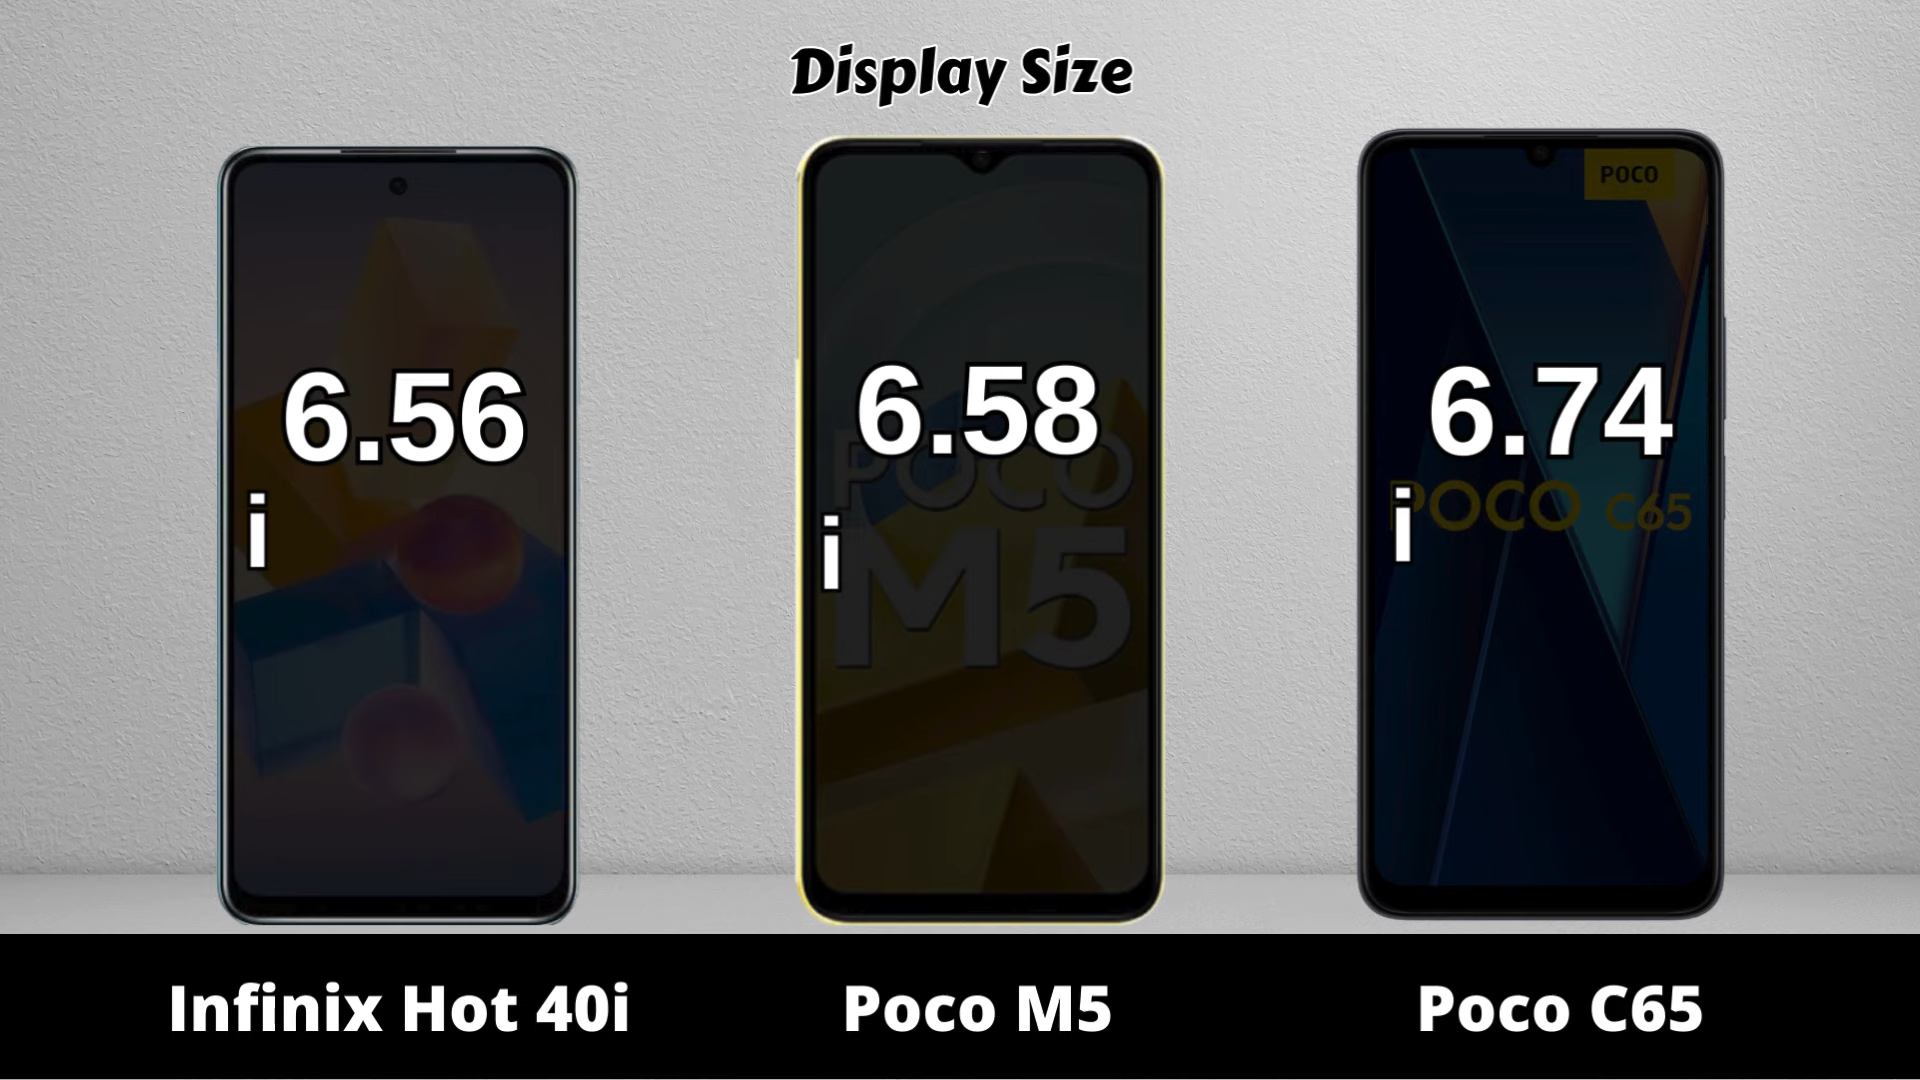 Display Size
POCO
6.56
6.58
6.74
i
i
i
POCO
M5
POCO C65
Infinix Hot 40i
Poco M5
Poco C65